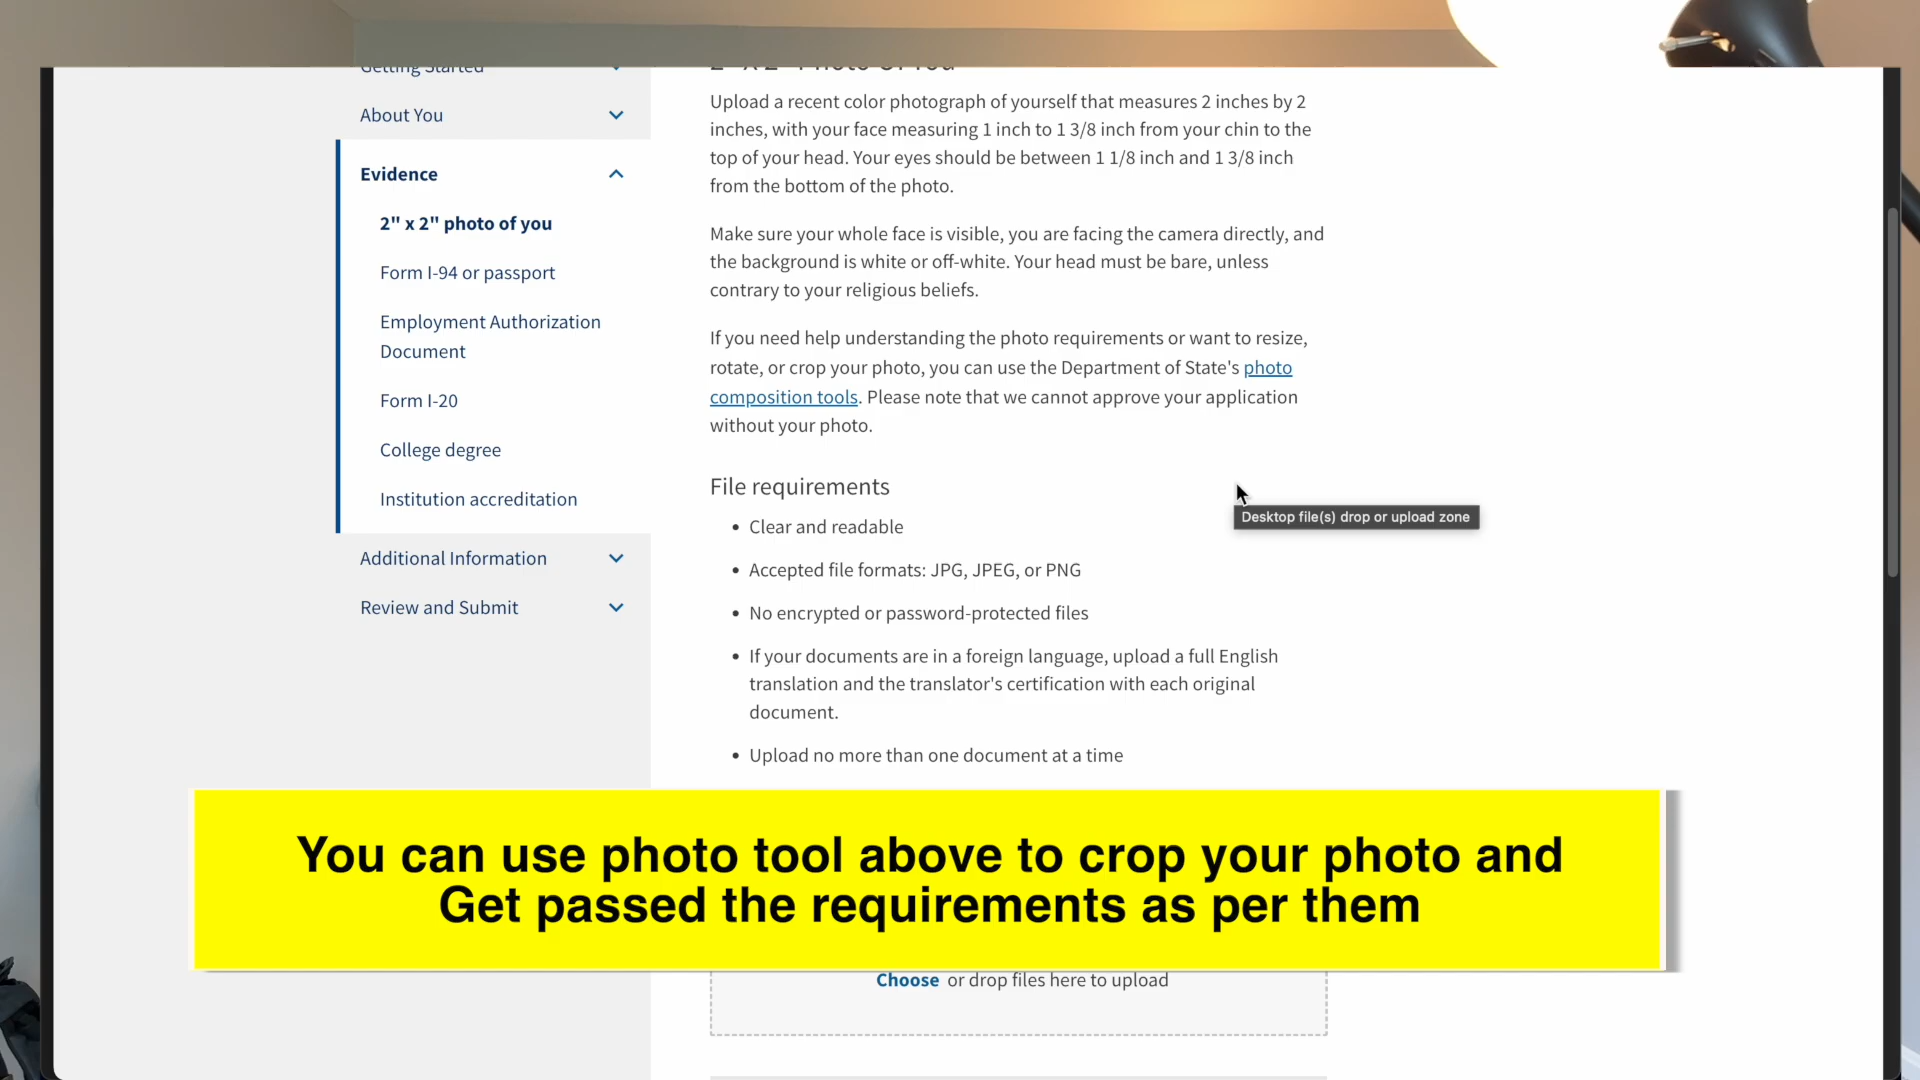 Getting Started
2" x 2" Photo Of You
About You
Evidence
2" x 2" photo of you
Form I-94 or passport
Employment Authorization
Document
Form I-20
College degree
Institution accreditation
Additional Information
Review and Submit
Upload a recent color photograph of yourself that measures 2 inches by 2
inches, with your face measuring 1 inch to 1 3/8 inch from your chin to the
top of your head. Your eyes should be between 1 1/8 inch and 1 3/8 inch
from the bottom of the photo.
Make sure your whole face is visible, you are facing the camera directly, and
the background is white or off-white. Your head must be bare, unless
contrary to your religious beliefs.
If you need help understanding the photo requirements or want to resize,
rotate, or crop your photo, you can use the Department of State's photo
composition tools. Please note that we cannot approve your application
without your photo.
File requirements
• Clear and readable
• Accepted file formats: JPG, JPEG, or PNG
• No encrypted or password-protected files
• If your documents are in a foreign language, upload a full English
translation and the translator's certification with each original
document.
• Upload no more than one document at a time
Desktop file(s) drop or upload zone
You can use photo tool above to crop your photo and
Get passed the requirements as per them
Choose or drop files here to upload